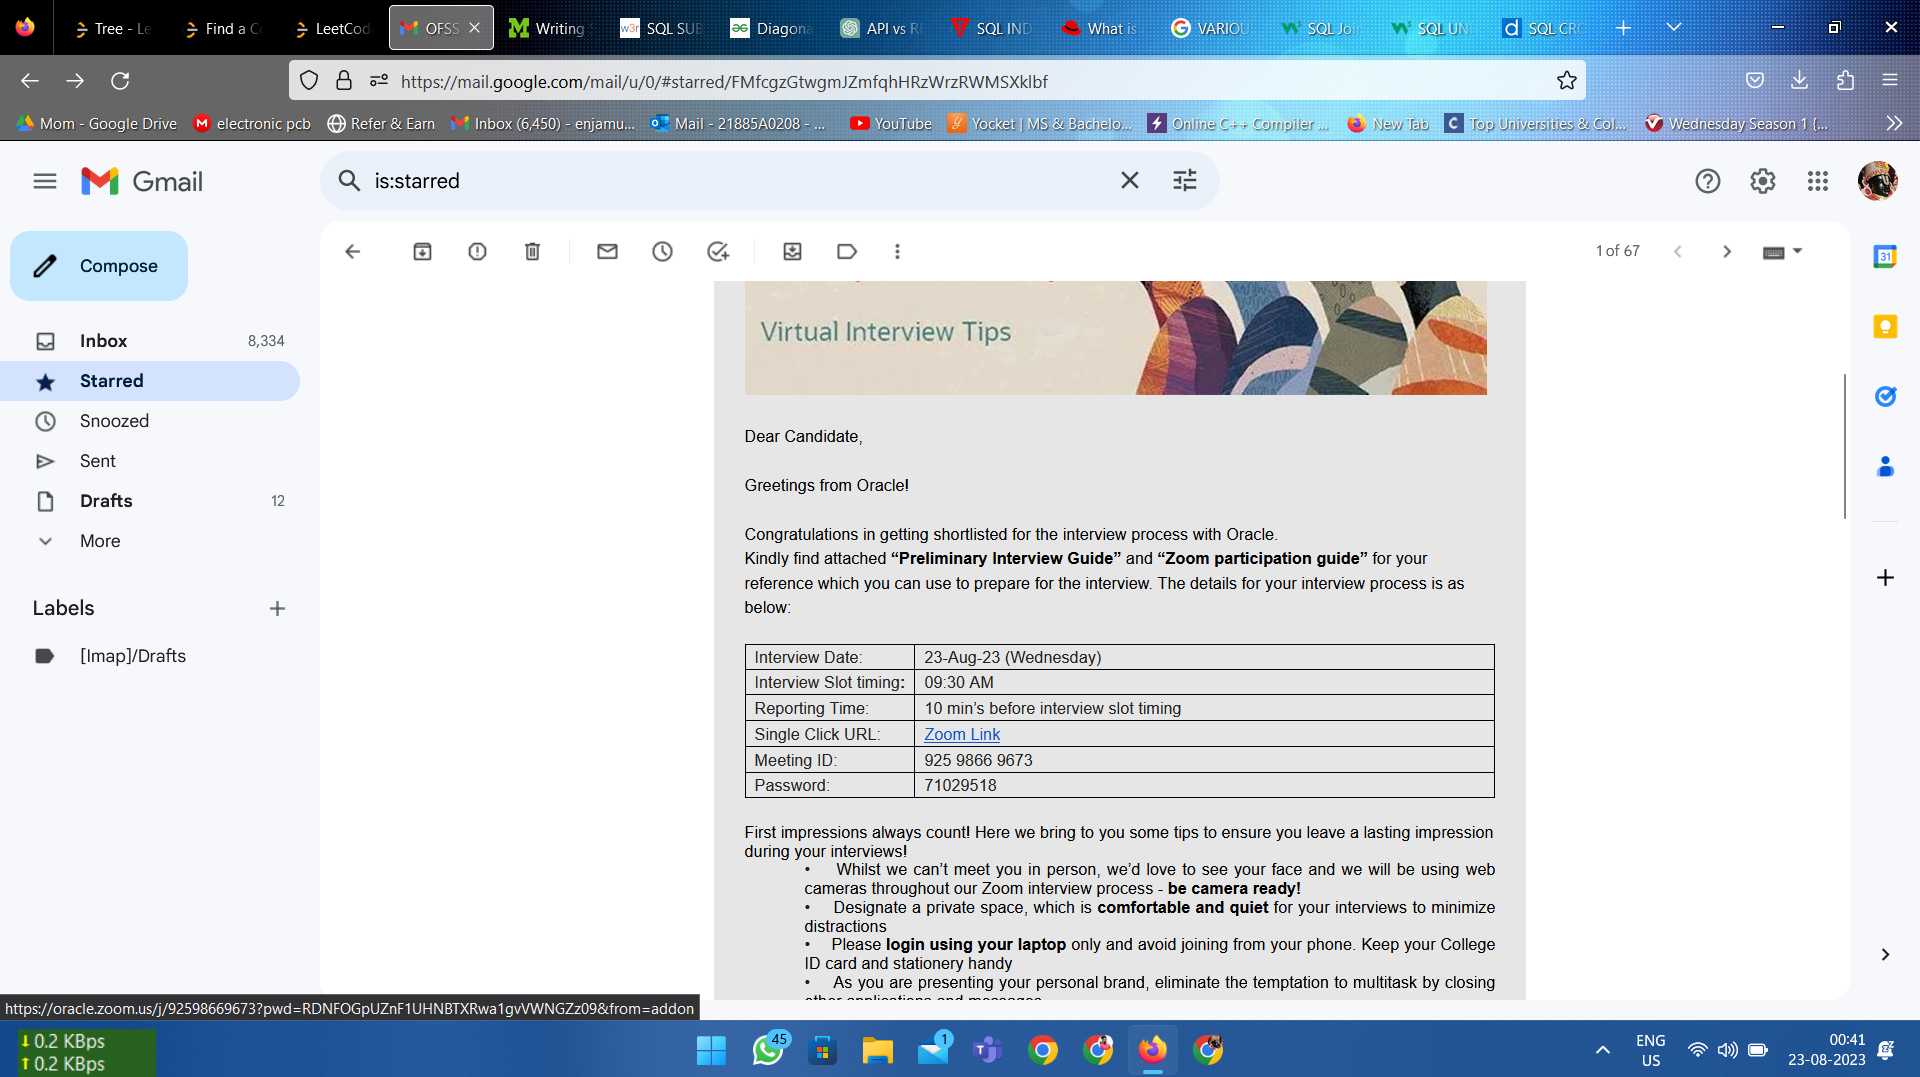 Tree - Le
Find a C
LeetCod
OFSS
Writing
SQL SUB
Diagona
API vs R
SQL IND
What is
VARIOU
SQL Joi
SQL UN
SQL CR
https://mail.google.com/mail/u/0/#starred/FMfcgzGtwgmJZmfqhHRzWrzRWMSXklbf
Mom - Google Drive
electronic pcb
Refer & Earn
Inbox (6,450) - enjamu...
Mail - 21885A0208 - ...
YouTube
Yocket | MS & Bachelo...
Online C++ Compiler ...
New Tab
Top Universities & Col...
Wednesday Season 1 {...
Gmail
is:starred
Compose
1 of 67
Inbox 8,334
Starred
Snoozed
Sent
Drafts 12
More
Labels
[Imap]/Drafts
31
Virtual Interview Tips
Dear Candidate,
Greetings from Oracle!
Congratulations in getting shortlisted for the interview process with Oracle.
Kindly find attached “Preliminary Interview Guide” and “Zoom participation guide” for your
reference which you can use to prepare for the interview. The details for your interview process is as
below:
Interview Date: 23-Aug-23 (Wednesday)
Interview Slot timing: 09:30 AM
Reporting Time: 10 min’s before interview slot timing
Single Click URL: Zoom Link
Meeting ID: 925 9866 9673
Password: 71029518
First impressions always count! Here we bring to you some tips to ensure you leave a lasting impression
during your interviews!
• Whilst we can’t meet you in person, we’d love to see your face and we will be using web
cameras throughout our Zoom interview process - be camera ready!
• Designate a private space, which is comfortable and quiet for your interviews to minimize
distractions
• Please login using your laptop only and avoid joining from your phone. Keep your College
ID card and stationery handy
• As you are presenting your personal brand, eliminate the temptation to multitask by closing
other applications and messages
https://oracle.zoom.us/j/92598669673?pwd=RDNFOGpUZnF1UHNBTXRwa1gvVWNGZz09&from=addon
0.2 KBps
0.2 KBps
45
1
ENG
US
00:41
23-08-2023